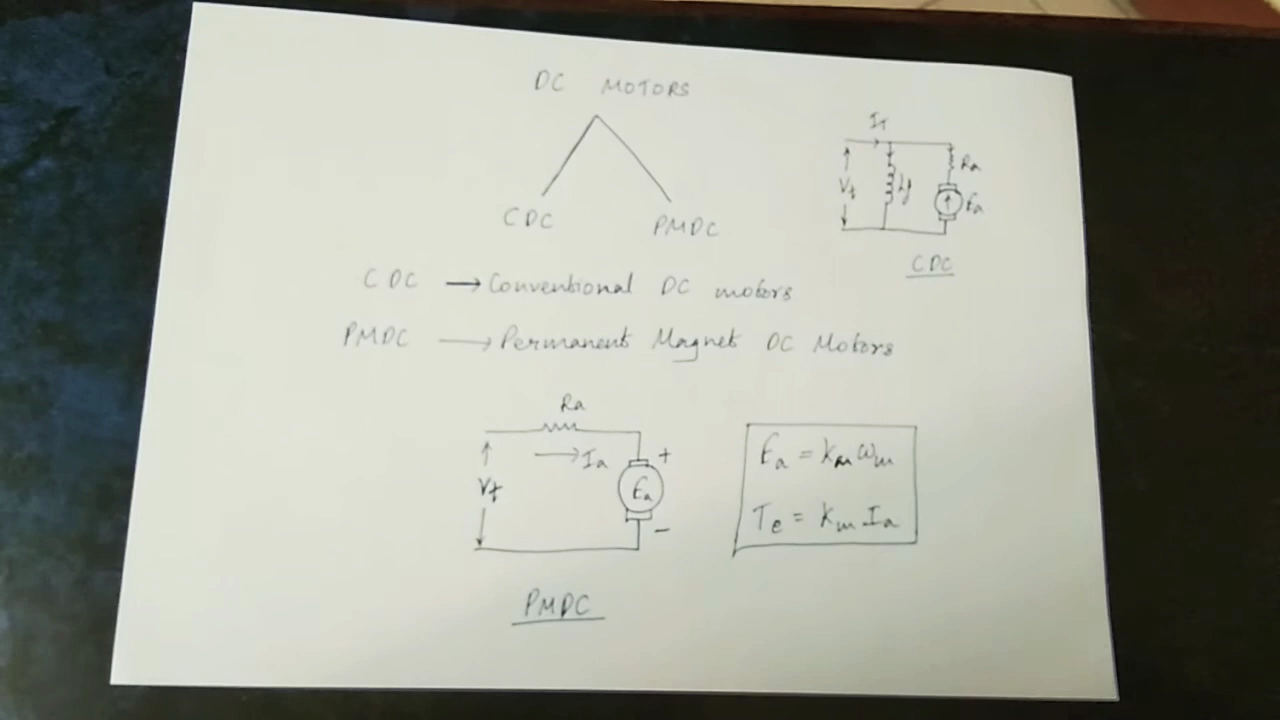 DC MOTORS
CDC PMDC
CDC → Conventional DC motors
PMDC → Permanent Magnet DC Motors
IT
Ra
Vt
Lf
Ea
CDC
Ra
Ia
+
Vt
Ea
-
PMDC
Ea = Km ωm
Te = Km Ia